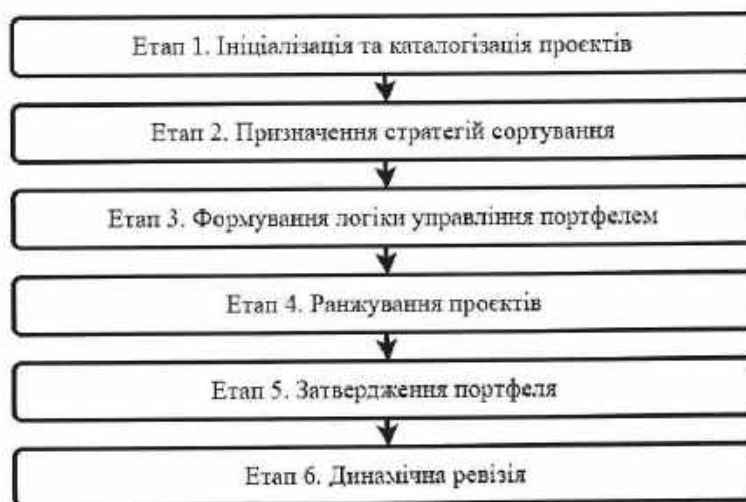 Етап 1. Ініціалізація та каталогізація проєктів
Етап 2. Призначення стратегій сортування
Етап 3. Формування логіки управління портфелем
Етап 4. Ранжування проєктів
Етап 5. Затвердження портфеля
Етап 6. Динамічна ревізія